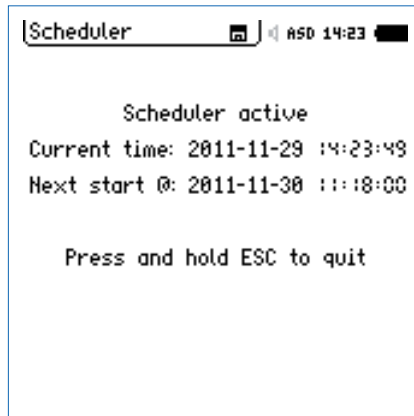 Scheduler ASD 14:23
Scheduler active
Current time: 2011-11-29 14:23:49
Next start @: 2011-11-30 11:18:00
Press and hold ESC to quit